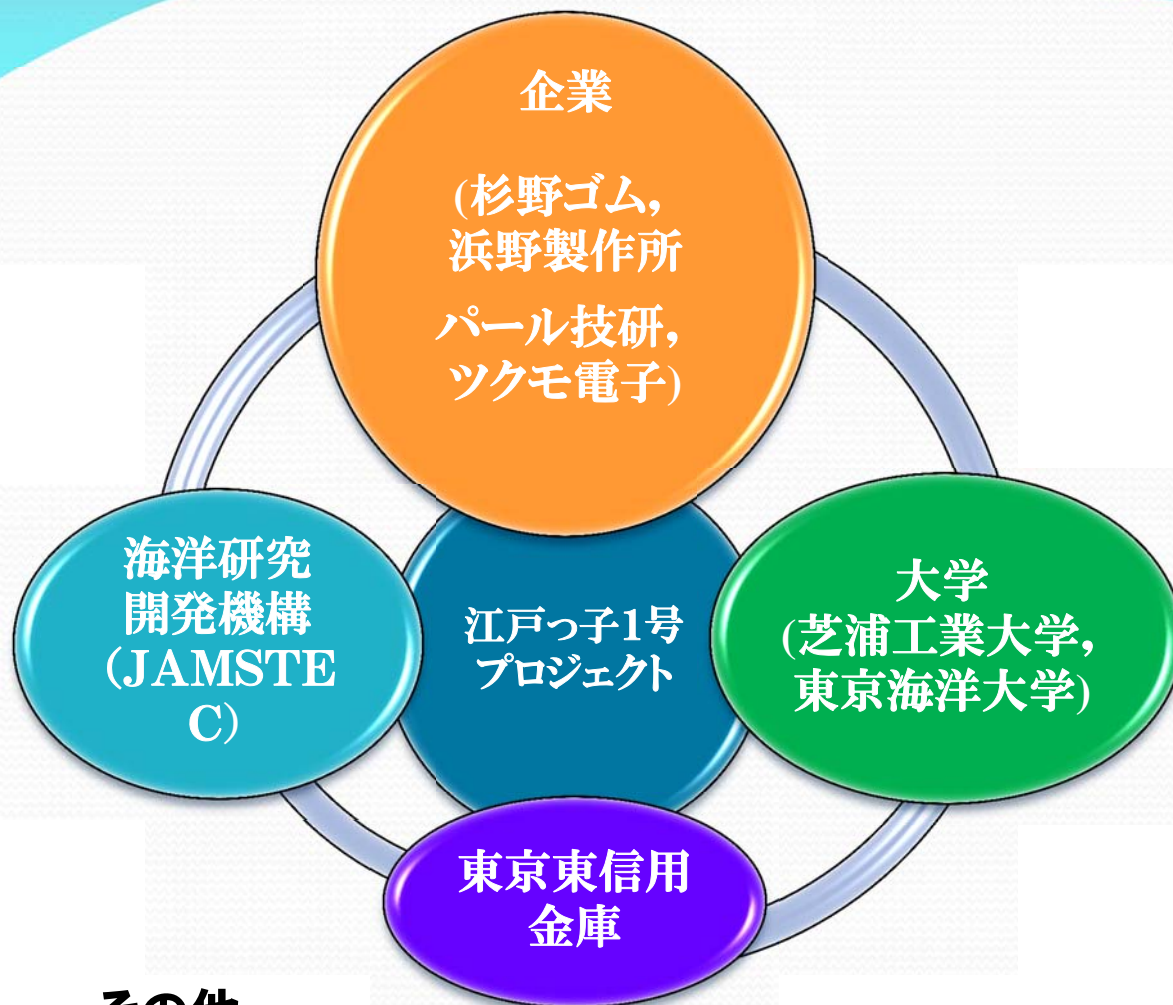 企業
(杉野ゴム,
浜野製作所
パール技研,
ツクモ電子)
海洋研究
開発機構
(JAMSTE
C)
江戸っ子1号
プロジェクト
大学
(芝浦工業大学,
東京海洋大学)
東京東信用
金庫
その他